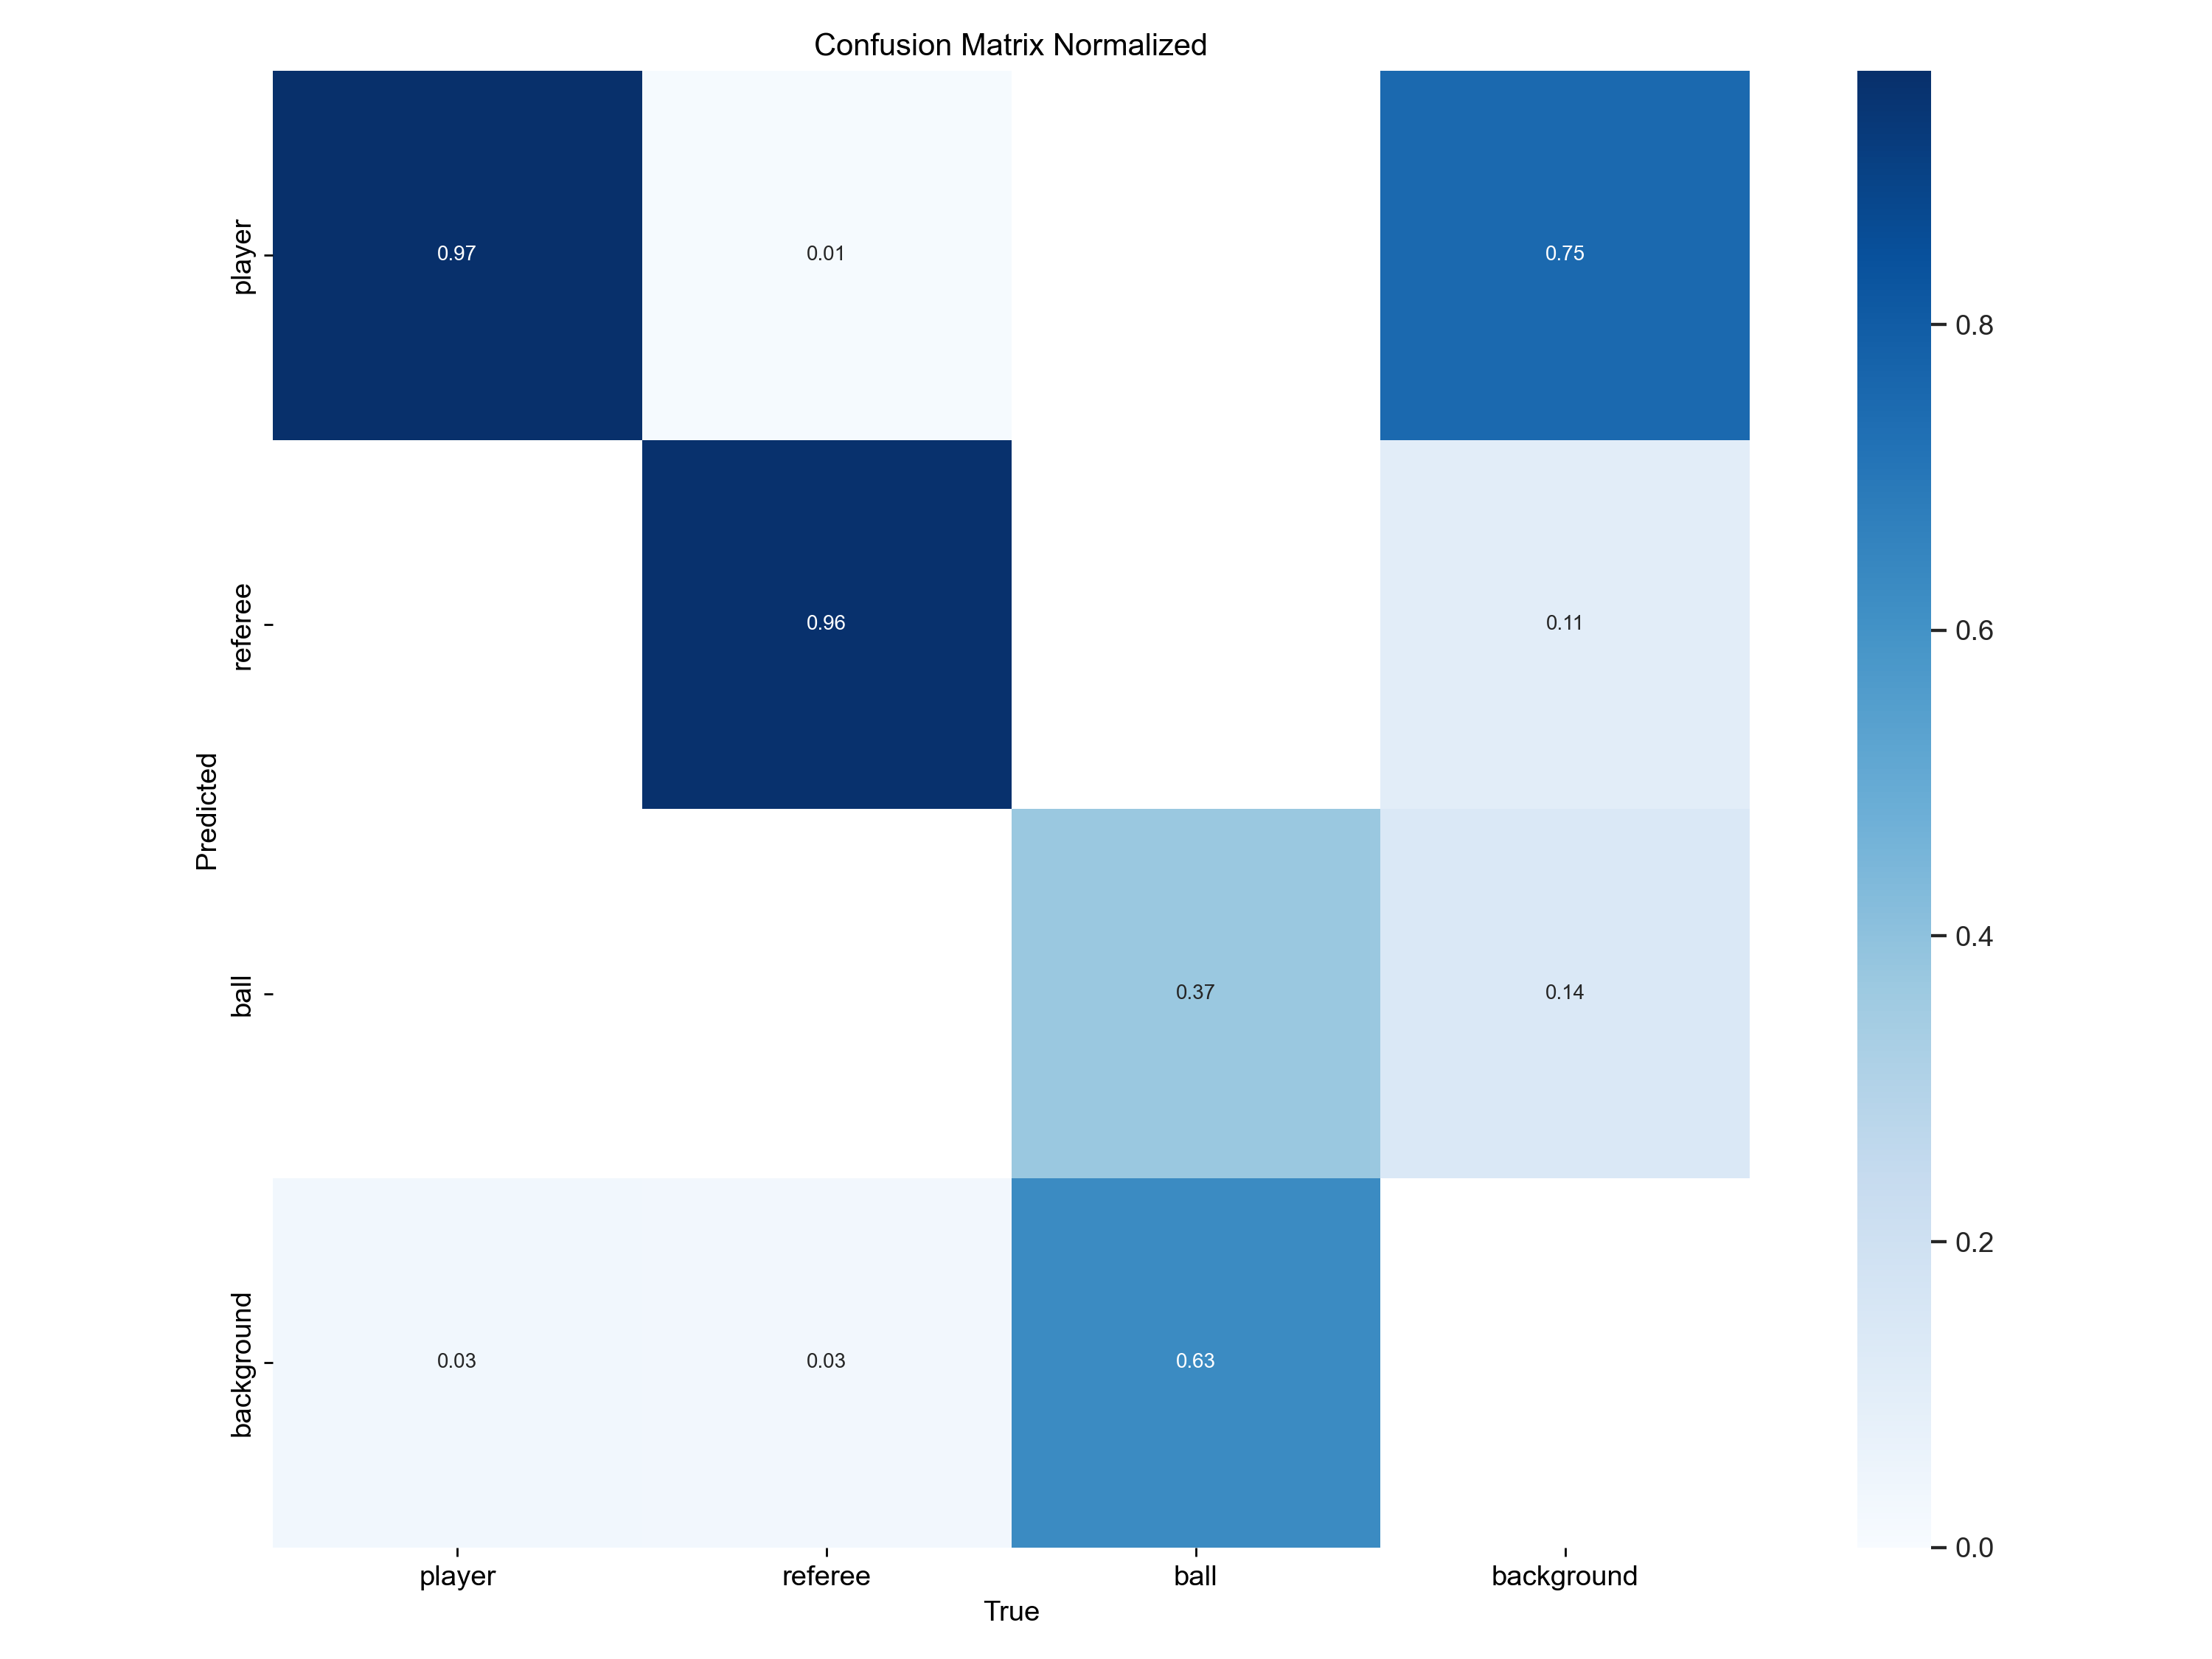 Confusion Matrix Normalized
player
0.97
0.01
0.75
0.8
referee
0.96
0.11
0.6
Predicted
ball
0.37
0.14
0.4
background
0.03
0.03
0.63
0.2
0.0
player
referee
ball
background
True